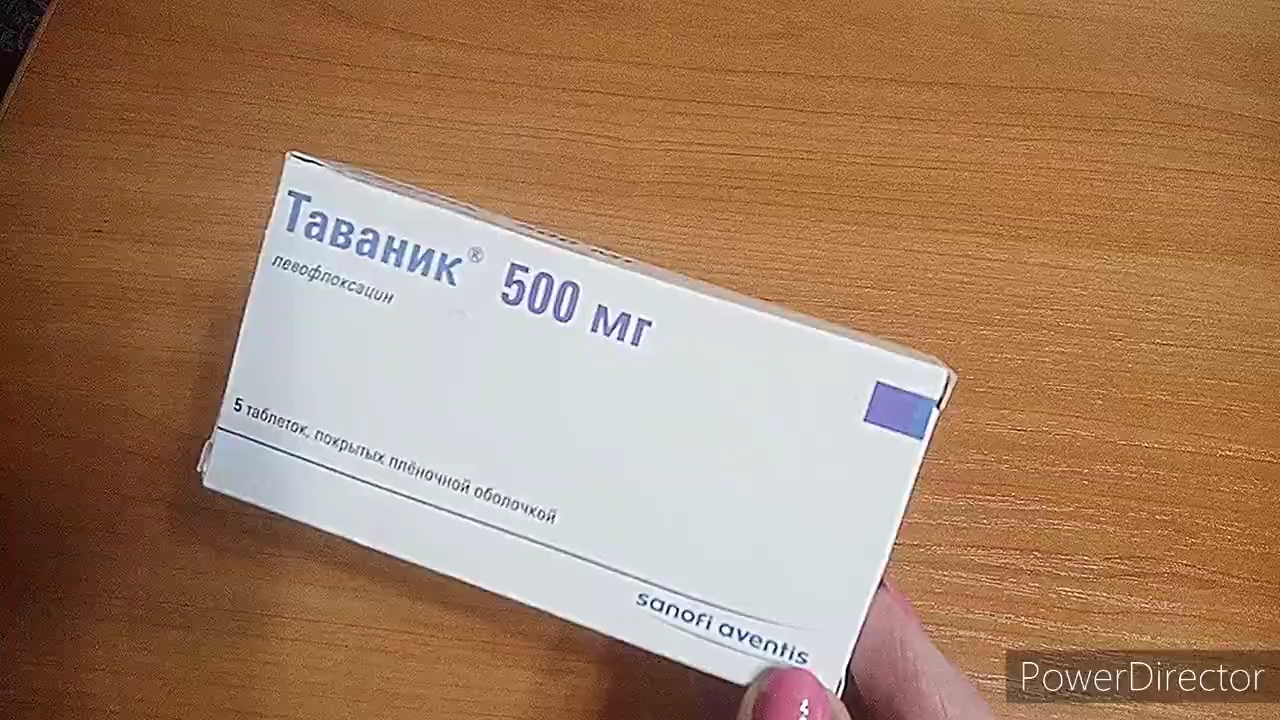 Таваник® 500 мг
левофлоксацин
5 таблеток, покрытых плёночной оболочкой
sanofi aventis
PowerDirector